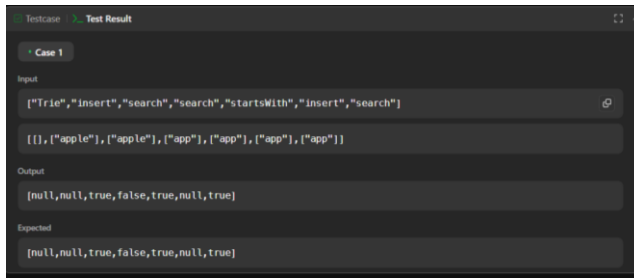 Testcase
>_ Test Result
Case 1
Input
["Trie","insert","search","search","startsWith","insert","search"]
[[],["apple"],["apple"],["app"],["app"],["app"],["app"]]
Output
[null,null,true,false,true,null,true]
Expected
[null,null,true,false,true,null,true]